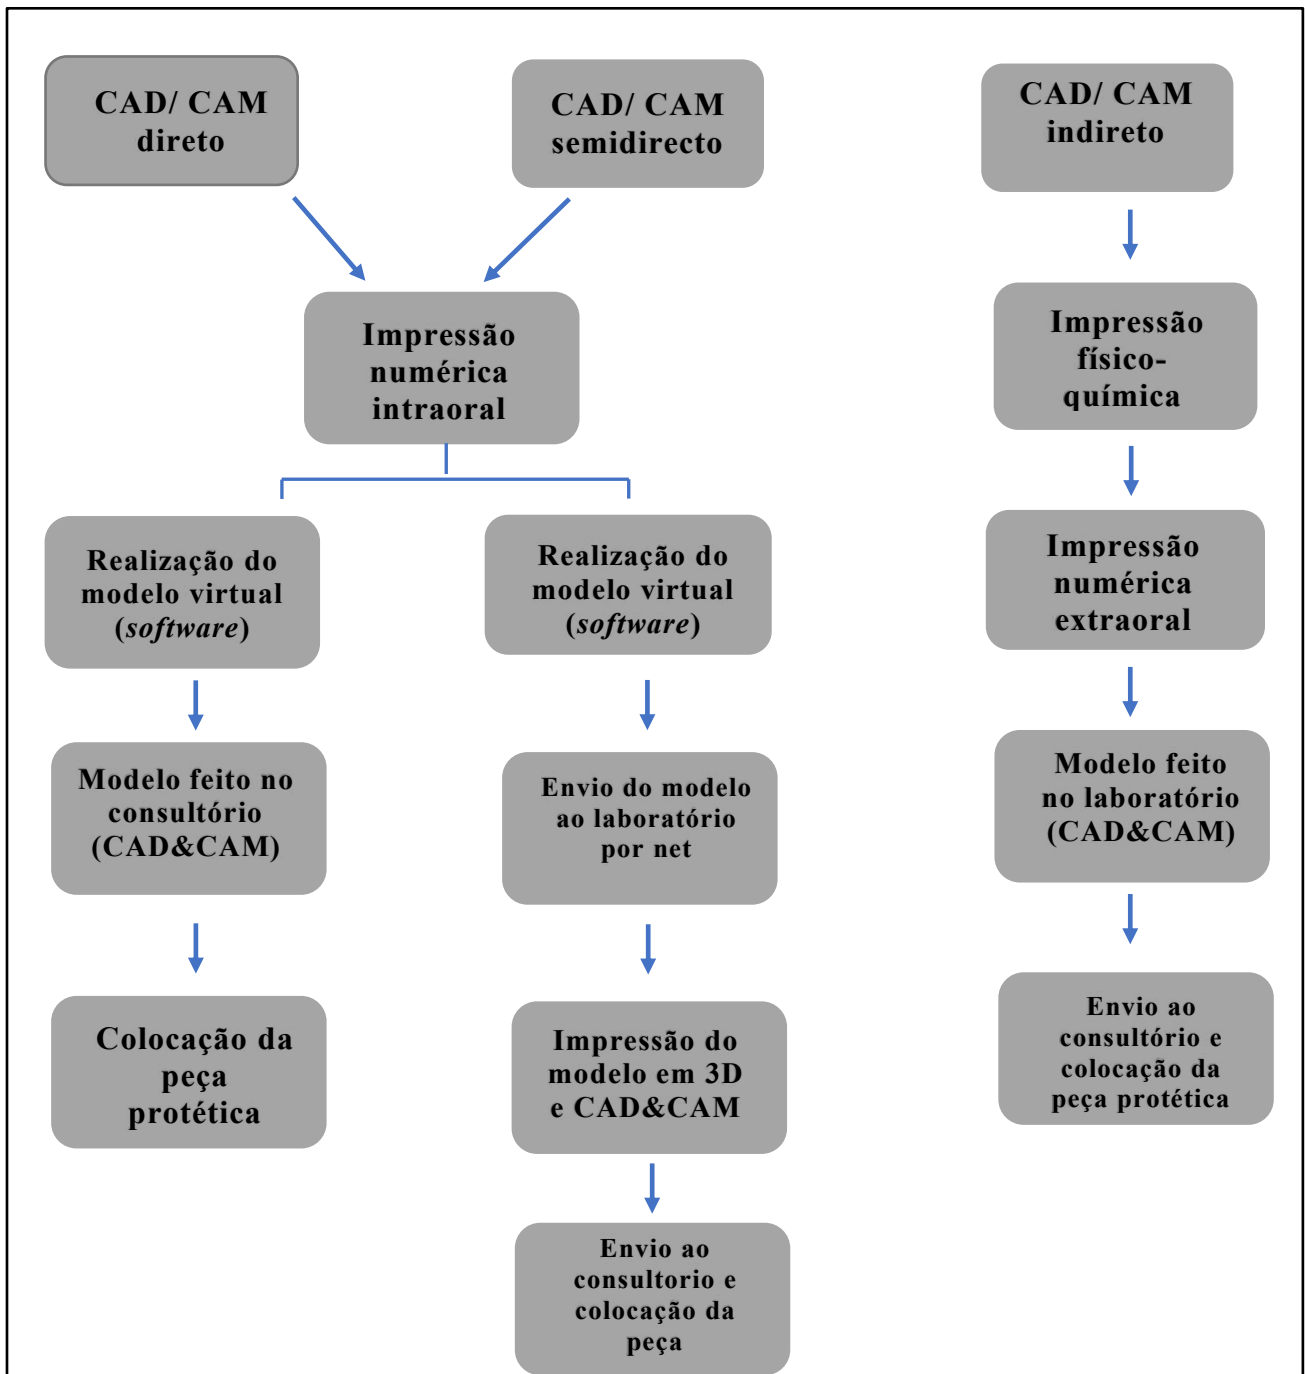 CAD/ CAM
direto
CAD/ CAM
semidirecto
CAD/ CAM
indireto
Impressão
numérica
intraoral
Impressão
físico-
química
Realização do
modelo virtual
(software)
Realização do
modelo virtual
(software)
Impressão
numérica
extraoral
Modelo feito no
consultório
(CAD&CAM)
Envio do modelo
ao laboratório
por net
Modelo feito
no laboratório
(CAD&CAM)
Colocação da
peça
protética
Impressão do
modelo em 3D
e CAD&CAM
Envio ao
consultório e
colocação da
peça protética
Envio ao
consultorio e
colocação da
peça